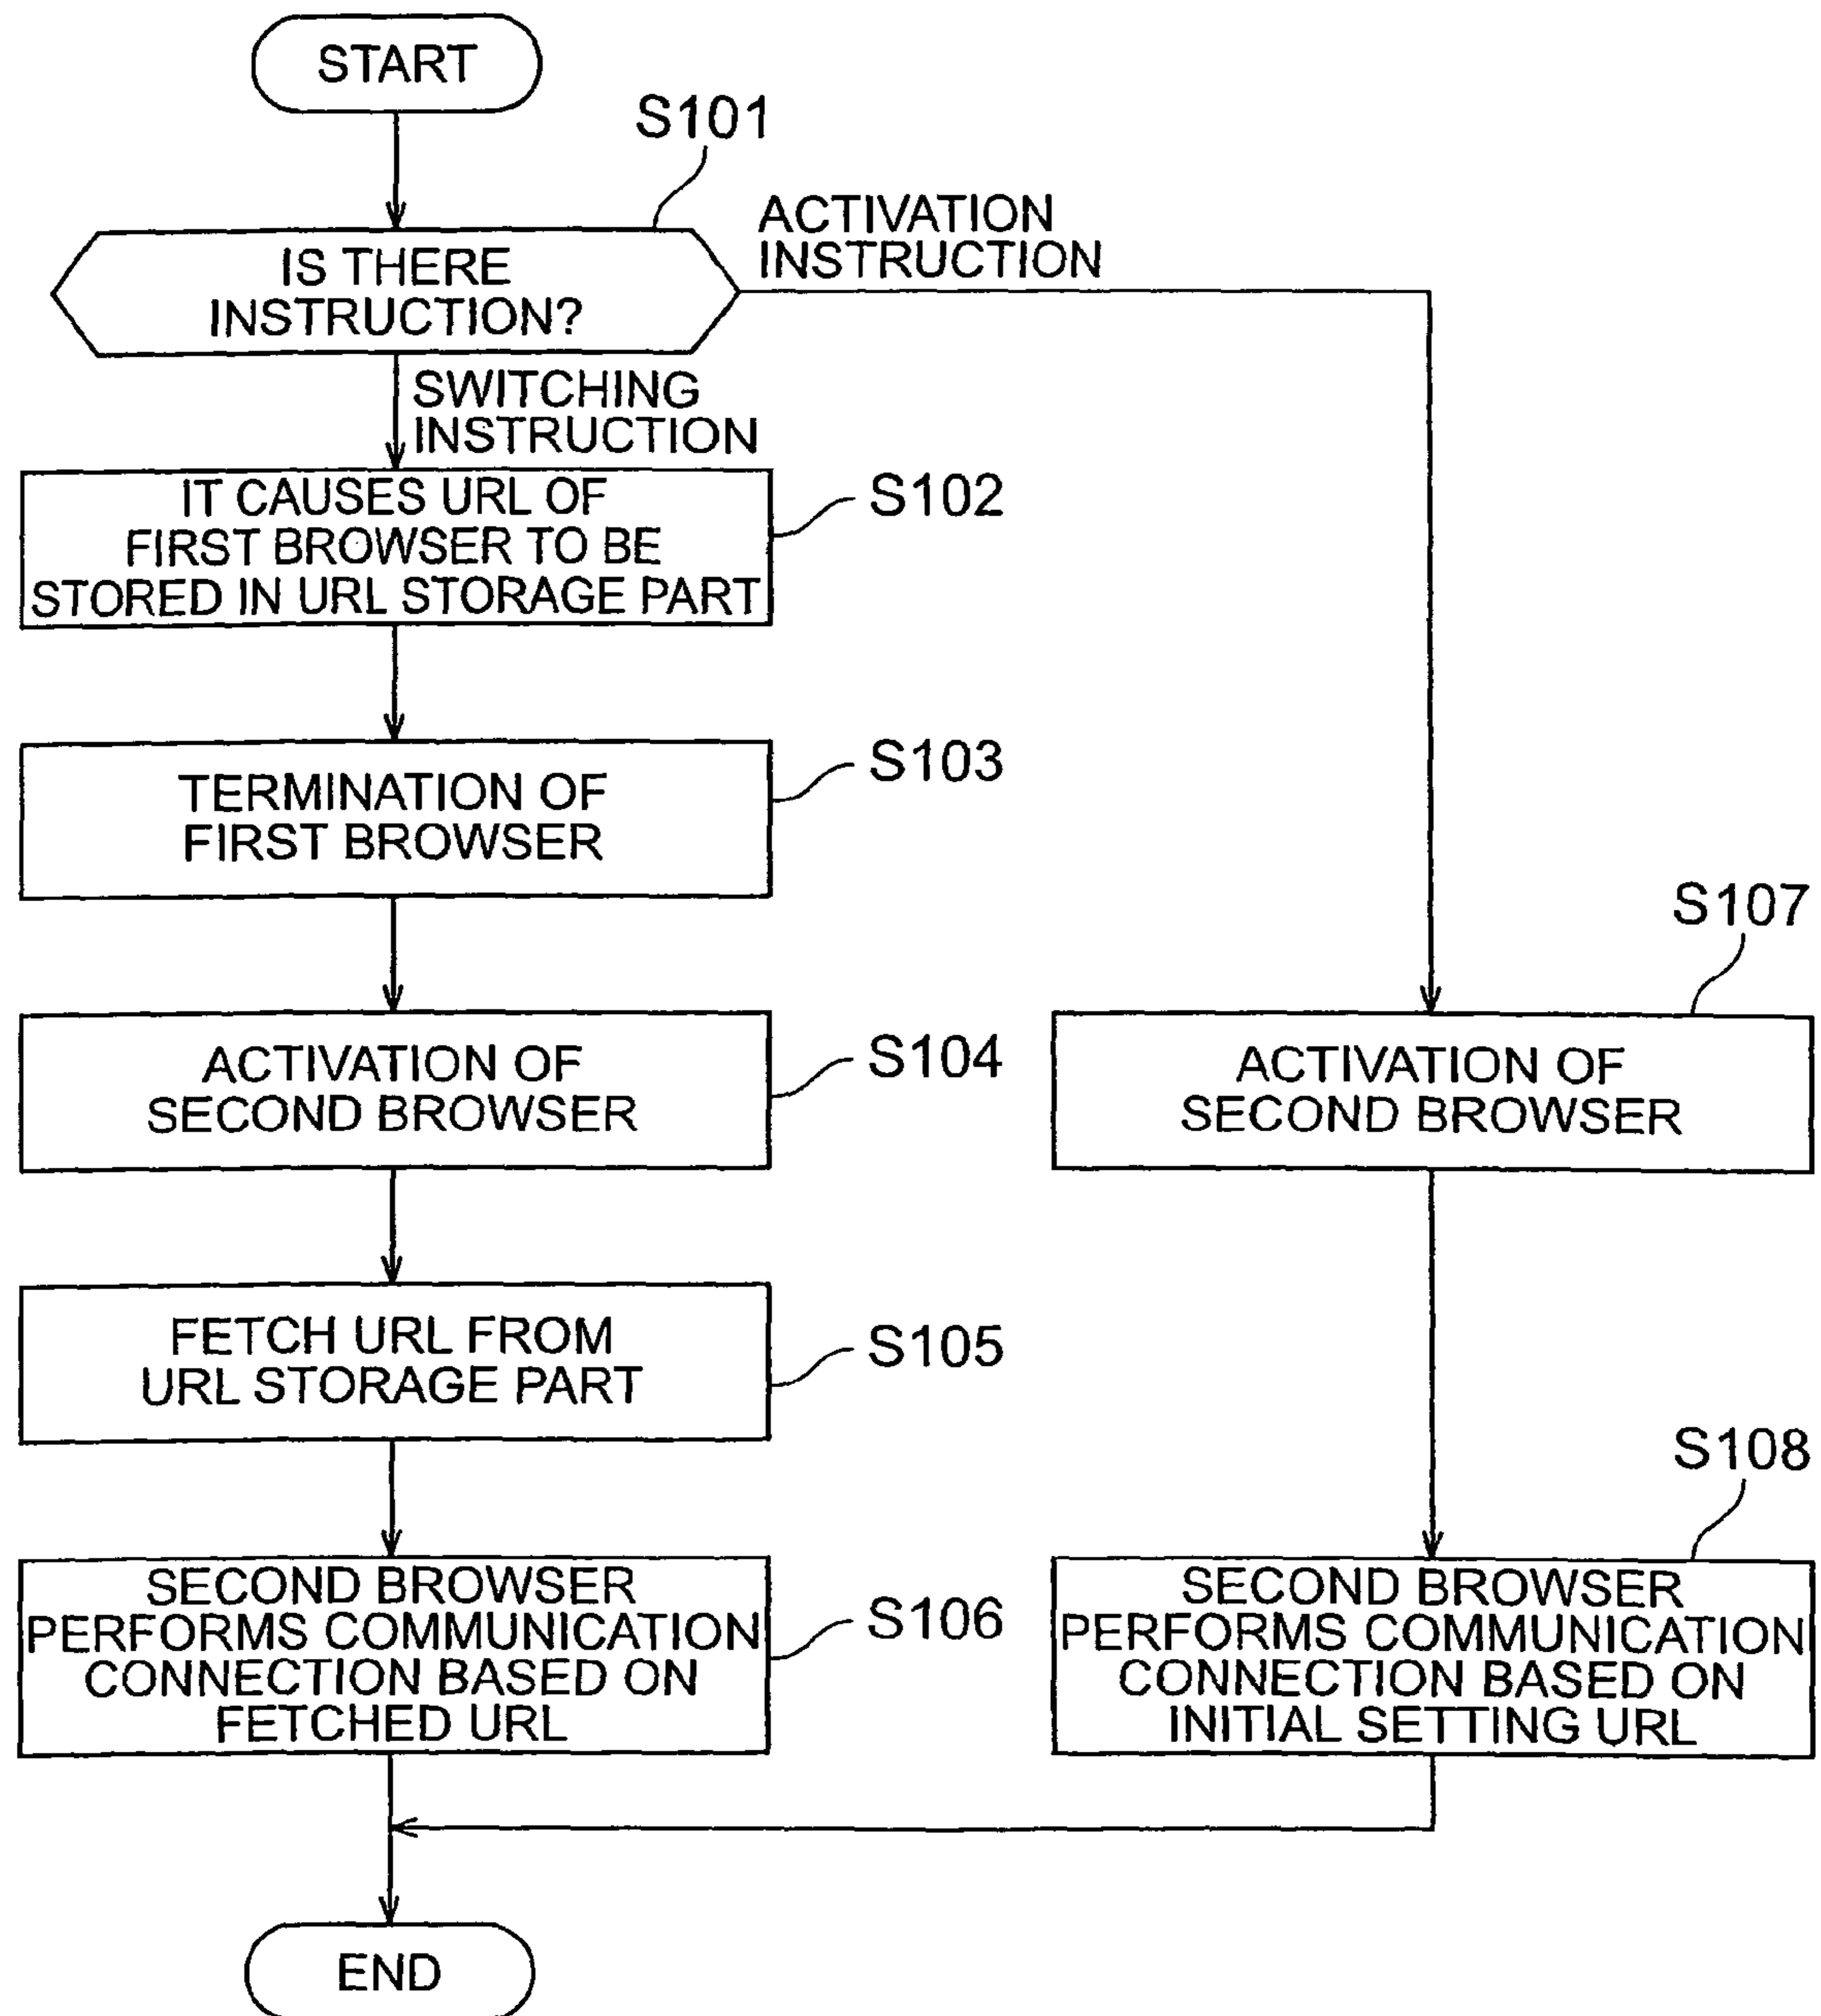 START
S101
IS THERE
INSTRUCTION?
ACTIVATION
INSTRUCTION
SWITCHING
INSTRUCTION
IT CAUSES URL OF
FIRST BROWSER TO BE
STORED IN URL STORAGE PART
S102
TERMINATION OF
FIRST BROWSER
S103
ACTIVATION OF
SECOND BROWSER
S104
FETCH URL FROM
URL STORAGE PART
S105
SECOND BROWSER
PERFORMS COMMUNICATION
CONNECTION BASED ON
FETCHED URL
S106
S107
ACTIVATION OF
SECOND BROWSER
S108
SECOND BROWSER
PERFORMS COMMUNICATION
CONNECTION BASED ON
INITIAL SETTING URL
END